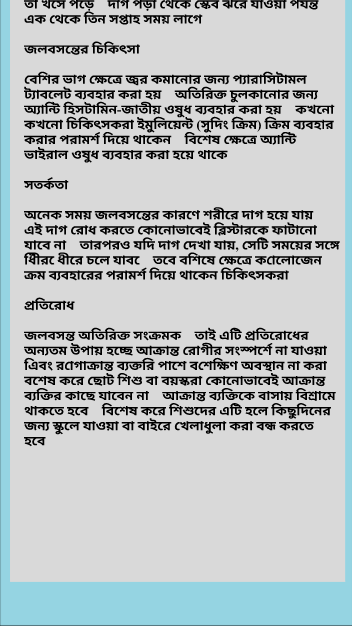 তা খসে পড়ে    দাগ পড়া থেকে স্কেব ঝরে যাওয়া পর্যন্ত
এক থেকে তিন সপ্তাহ সময় লাগে
জলবসন্তের চিকিৎসা
বেশির ভাগ ক্ষেত্রে জ্বর কমানোর জন্য প্যারাসিটামল
ট্যাবলেট ব্যবহার করা হয়    অতিরিক্ত চুলকানোর জন্য
অ্যান্টি হিসটামিন-জাতীয় ওষুধ ব্যবহার করা হয়    কখনো
কখনো চিকিৎসকরা ইমুলিয়েন্ট (সুদিং ক্রিম) ক্রিম ব্যবহার
করার পরামর্শ দিয়ে থাকেন    বিশেষ ক্ষেত্রে অ্যান্টি
ভাইরাল ওষুধ ব্যবহার করা হয়ে থাকে
সতর্কতা
অনেক সময় জলবসন্তের কারণে শরীরে দাগ হয়ে যায়
এই দাগ রোধ করতে কোনোভাবেই ব্লিস্টারকে ফাটানো
যাবে না    তারপরও যদি দাগ দেখা যায়, সেটি সময়ের সঙ্গে
ধীরে ধীরে চলে যাবে    তবে বশিষে ক্ষেত্রে কোলোজেন
ক্রম ব্যবহারের পরামর্শ দিয়ে থাকেন চিকিৎসকরা
প্রতিরোধ
জলবসন্ত অতিরিক্ত সংক্রমক    তাই এটি প্রতিরোধের
অন্যতম উপায় হচ্ছে আক্রান্ত রোগীর সংস্পর্শে না যাওয়া
এিবং রোগাক্রান্ত ব্যক্তরি পাশে বেশেক্ষিণ অবস্থান না করা
বশেষ করে ছোট শিশু বা বয়স্করা কোনোভাবেই আক্রান্ত
ব্যক্তির কাছে যাবেন না    আক্রান্ত ব্যক্তিকে বাসায় বিশ্রামে
থাকতে হবে    বিশেষ করে শিশুদের এটি হলে কিছুদিনের
জন্য স্কুলে যাওয়া বা বাইরে খেলাধুলা করা বন্ধ করতে
হবে